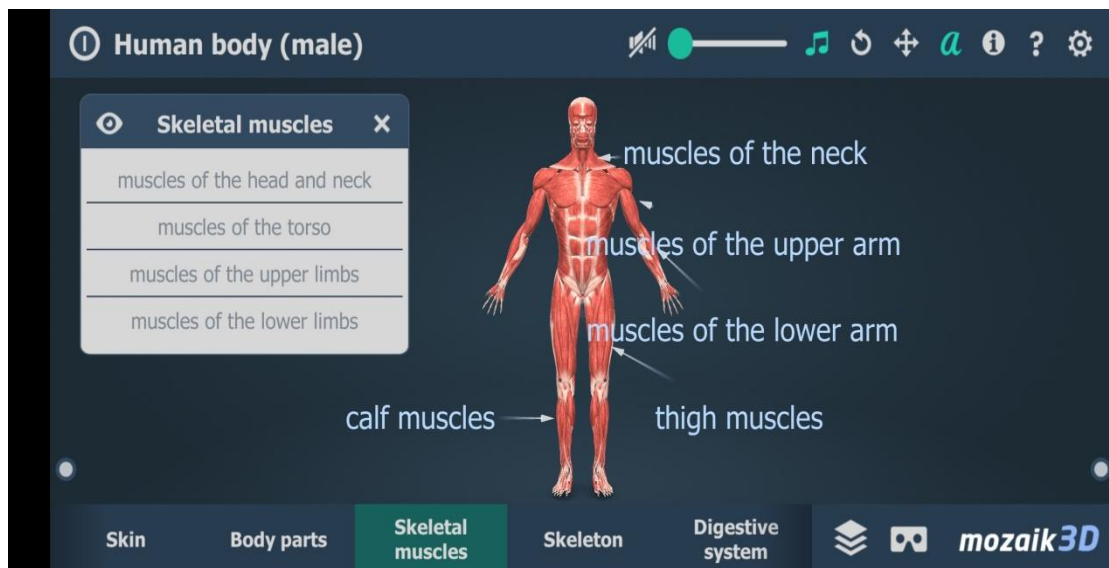 Human body (male)
Skeletal muscles
muscles of the head and neck
muscles of the torso
muscles of the upper limbs
muscles of the lower limbs
muscles of the neck
muscles of the upper arm
muscles of the lower arm
calf muscles
thigh muscles
Skin
Body parts
Skeletal
muscles
Skeleton
Digestive
system
mozaik3D